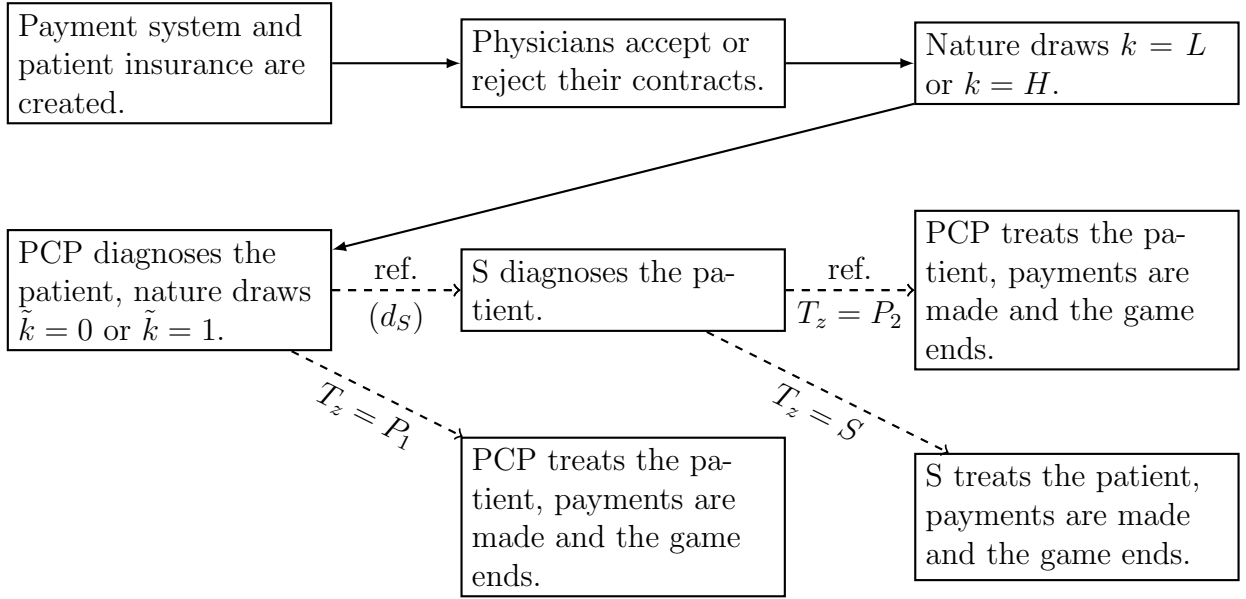 Payment system and
patient insurance are
created.
Physicians accept or
reject their contracts.
Nature draws k = L
or k = H.
PCP diagnoses the
patient, nature draws
k̃ = 0 or k̃ = 1.
ref.
(d_S)
S diagnoses the pa-
tient.
ref.
T_z = P_2
PCP treats the pa-
tient, payments are
made and the game
ends.
T_z = P_1
T_z = S
PCP treats the pa-
tient, payments are
made and the game
ends.
S treats the patient,
payments are made
and the game ends.